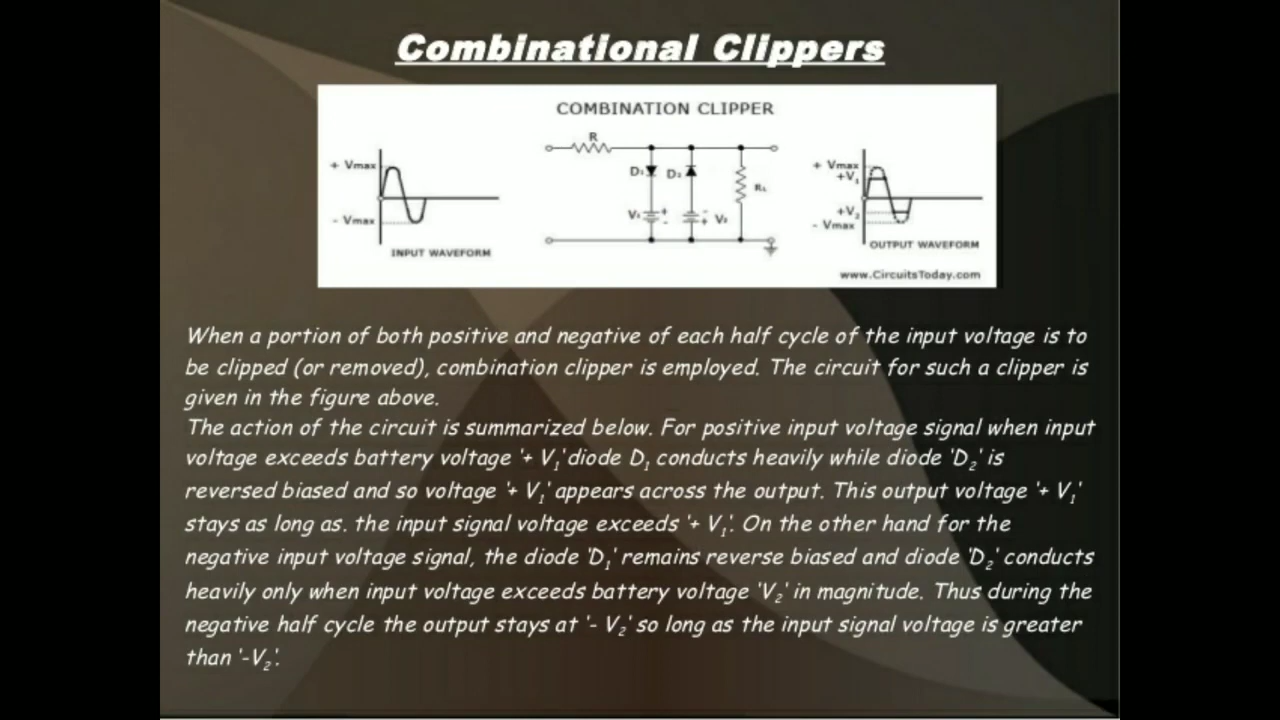 Combinational Clippers
COMBINATION CLIPPER
R
+ Vmax
D₁
D₂
RL
V₁
+
-
-
+
V₂
- Vmax
INPUT WAVEFORM
+ Vmax
+V₁
+V₂
- Vmax
OUTPUT WAVEFORM
www.CircuitsToday.com
When a portion of both positive and negative of each half cycle of the input voltage is to
be clipped (or removed), combination clipper is employed. The circuit for such a clipper is
given in the figure above.
The action of the circuit is summarized below. For positive input voltage signal when input
voltage exceeds battery voltage '+ V₁' diode D₁ conducts heavily while diode 'D₂' is
reversed biased and so voltage '+ V₁' appears across the output. This output voltage '+ V₁'
stays as long as. the input signal voltage exceeds '+ V₁'. On the other hand for the
negative input voltage signal, the diode 'D₁' remains reverse biased and diode 'D₂' conducts
heavily only when input voltage exceeds battery voltage 'V₂' in magnitude. Thus during the
negative half cycle the output stays at '- V₂' so long as the input signal voltage is greater
than '-V₂'.